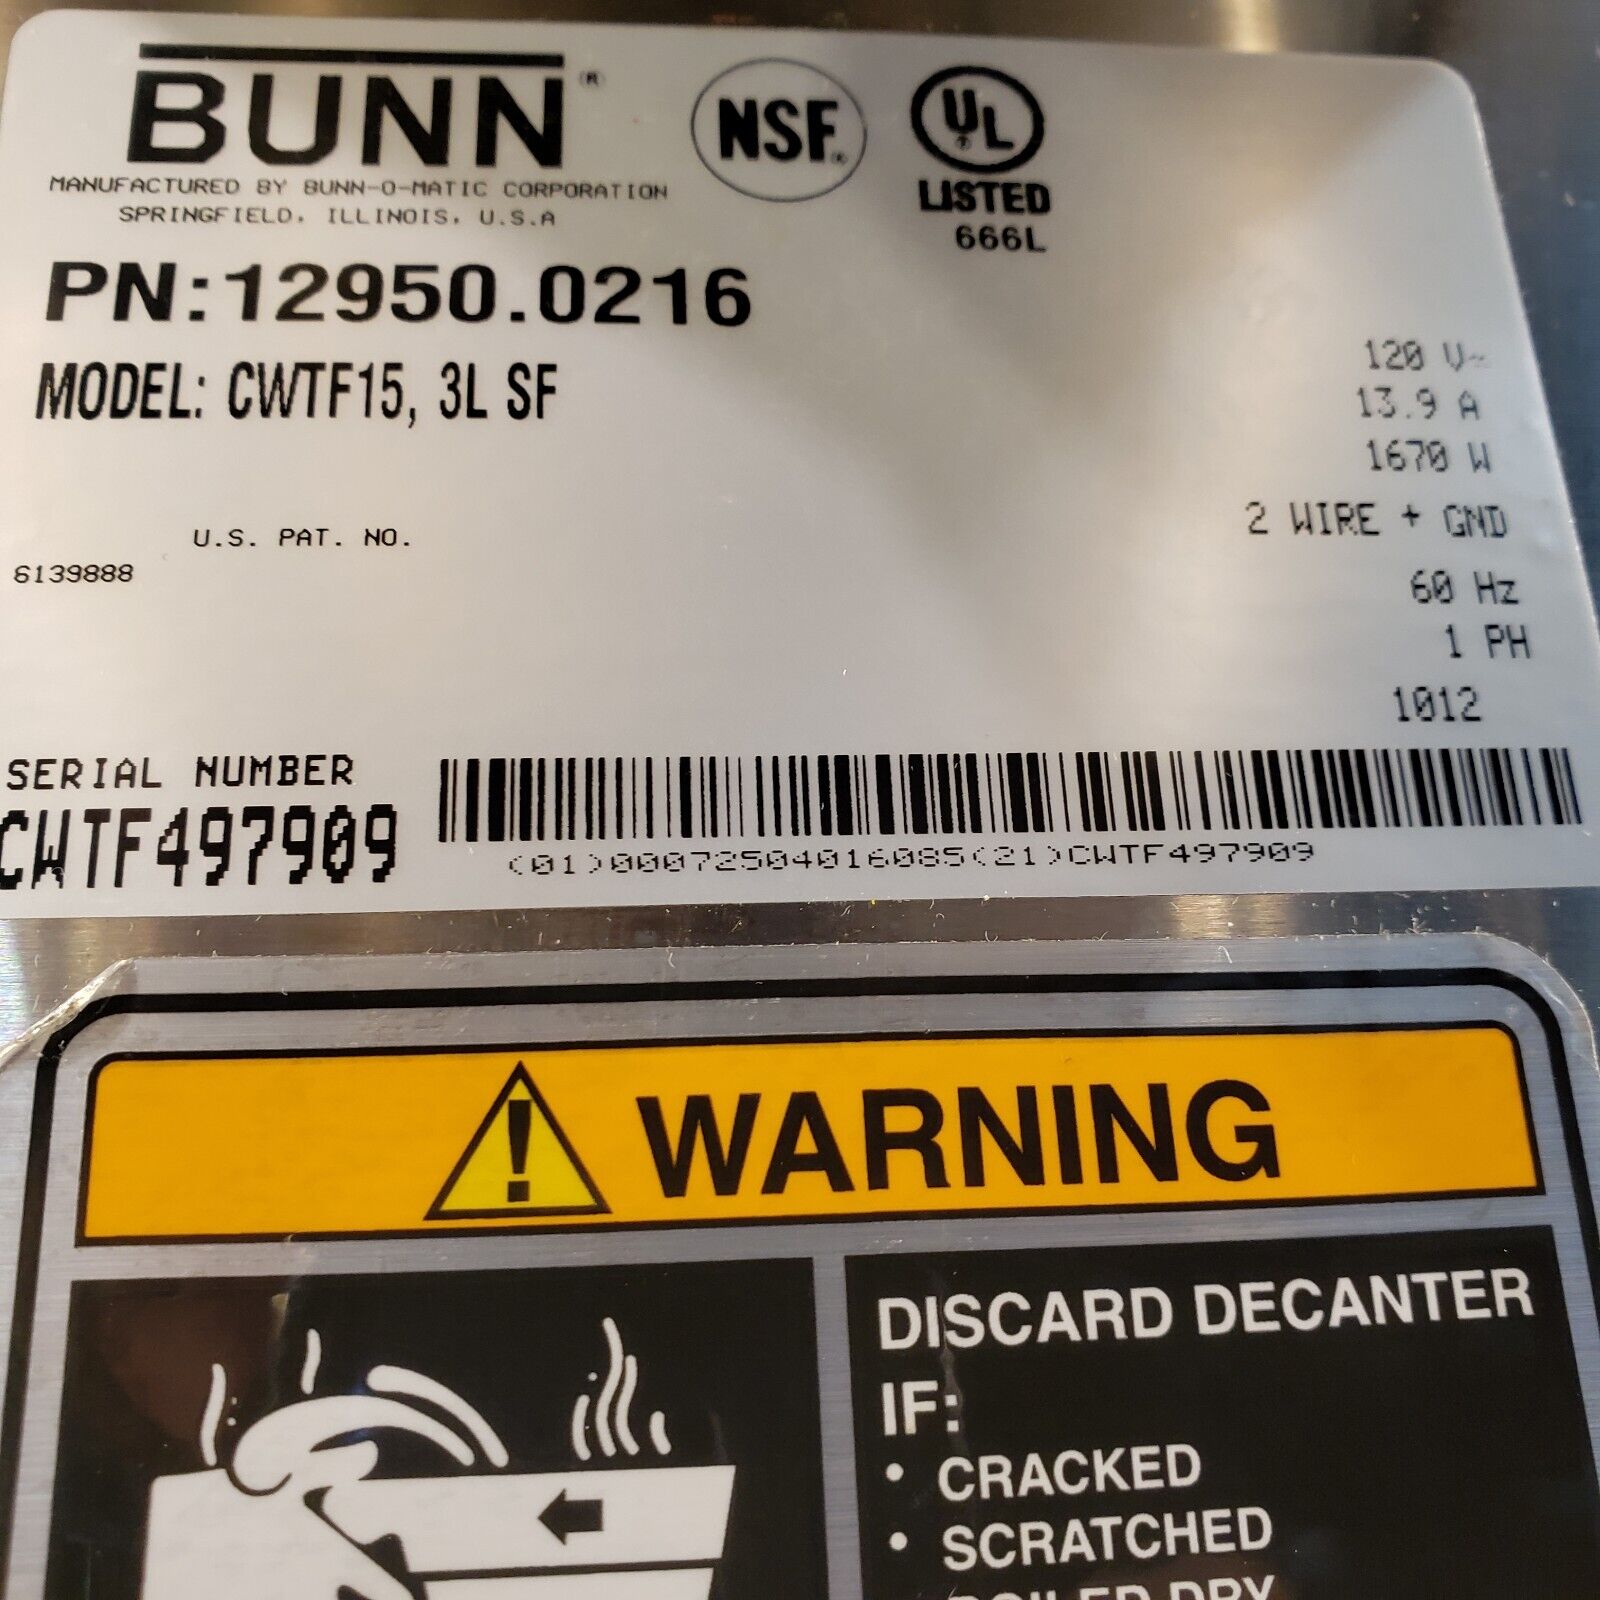 BUNN®
NSF®
UL
LISTED
666L
MANUFACTURED BY BUNN-O-MATIC CORPORATION
SPRINGFIELD, ILLINOIS, U.S.A
PN:12950.0216
MODEL: CWTF15, 3L SF
120 V~
13.9 A
1670 W
2 WIRE + GND
60 Hz
1 PH
1012
U.S. PAT. NO.
6139888
SERIAL NUMBER
CWTF497909
(01)00072504016085(21)CWTF497909
WARNING
DISCARD DECANTER
IF:
• CRACKED
• SCRATCHED
BOILED DRY